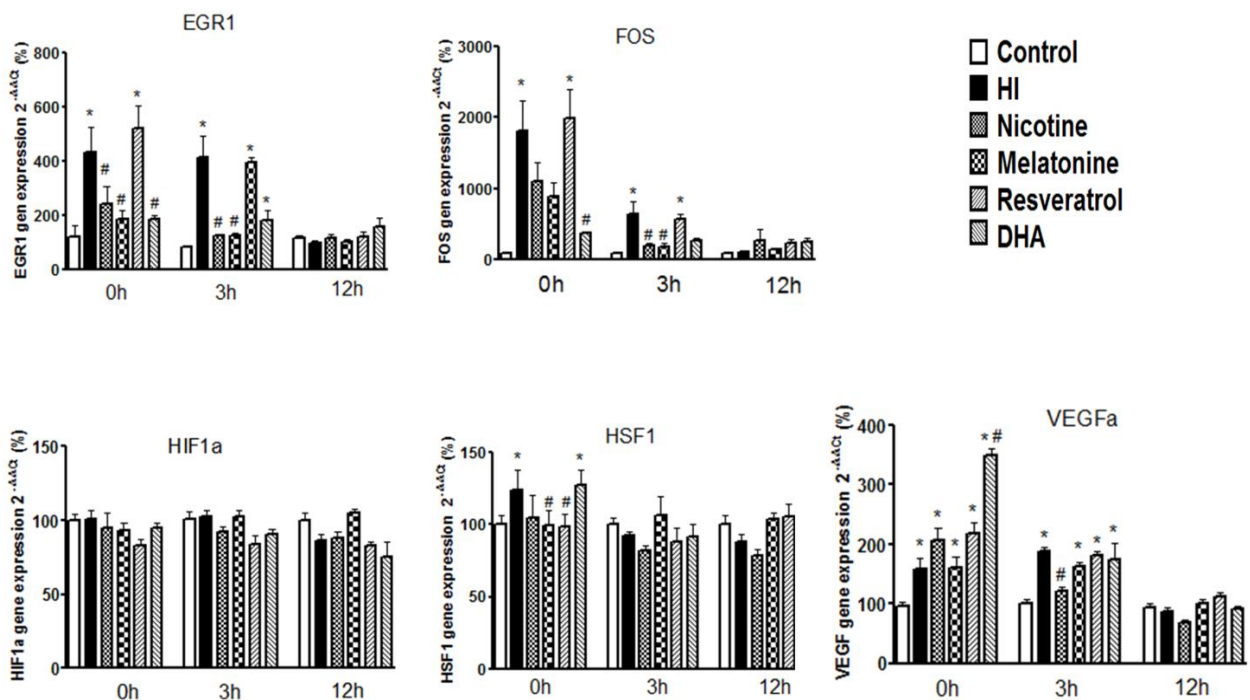 EGR1
EGR1 gen expression 2^-ΔΔCt (%)
800
600
400
200
0
*
#
#
*
#
*
#
#
*
*
0h
3h
12h
FOS
FOS gen expression 2^-ΔΔCt (%)
3000
2000
1000
0
*
*
#
*
#
#
*
0h
3h
12h
Control
HI
Nicotine
Melatonine
Resveratrol
DHA
HIF1a
HIF1a gene expression 2^-ΔΔCt (%)
150
100
50
0
0h
3h
12h
HSF1
HSF1 gene expression 2^-ΔΔCt (%)
150
100
50
0
*
#
#
*
0h
3h
12h
VEGFa
VEGF gene expression 2^-ΔΔCt (%)
400
300
200
100
0
*
*
*
*
*#
*
#
*
*
*
0h
3h
12h